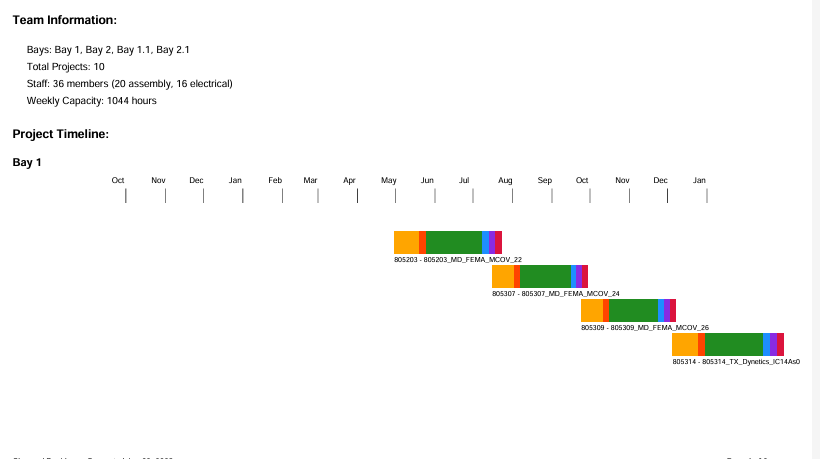 Team Information:
Bays: Bay 1, Bay 2, Bay 1.1, Bay 2.1
Total Projects: 10
Staff: 36 members (20 assembly, 16 electrical)
Weekly Capacity: 1044 hours
Project Timeline:
Bay 1
Oct Nov Dec Jan Feb Mar Apr May Jun Jul Aug Sep Oct Nov Dec Jan
805203 - 805203_MD_FEMA_MCOV_22
805307 - 805307_MD_FEMA_MCOV_24
805309 - 805309_MD_FEMA_MCOV_26
805314 - 805314_TX_Dynetics_IC14As0